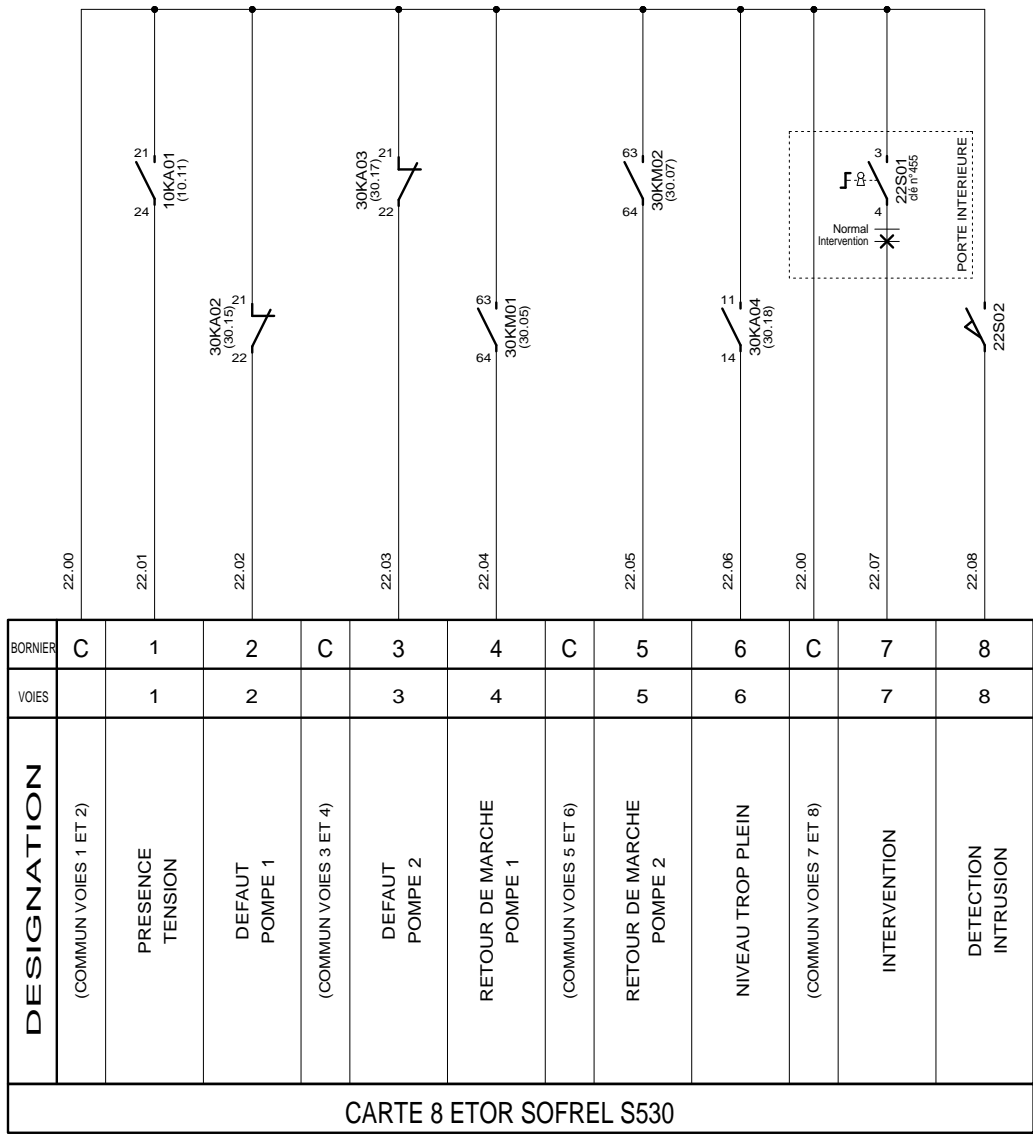 21
10KA01
(10.11)
24
21
30KA03
(30.17)
22
63
30KM02
(30.07)
64
3
22S01
clé n°455
4
Normal
Intervention
PORTE INTERIEURE
21
30KA02
(30.15)
22
63
30KM01
(30.05)
64
11
30KA04
(30.18)
14
22S02
22.00
22.01
22.02
22.03
22.04
22.05
22.06
22.00
22.07
22.08
BORNIER C 1 2 C 3 4 C 5 6 C 7 8
VOIES 1 2 3 4 5 6 7 8
DESIGNATION
(COMMUN VOIES 1 ET 2)
PRESENCE
TENSION
DEFAUT
POMPE 1
(COMMUN VOIES 3 ET 4)
DEFAUT
POMPE 2
RETOUR DE MARCHE
POMPE 1
(COMMUN VOIES 5 ET 6)
RETOUR DE MARCHE
POMPE 2
NIVEAU TROP PLEIN
(COMMUN VOIES 7 ET 8)
INTERVENTION
DETECTION
INTRUSION
CARTE 8 ETOR SOFREL S530